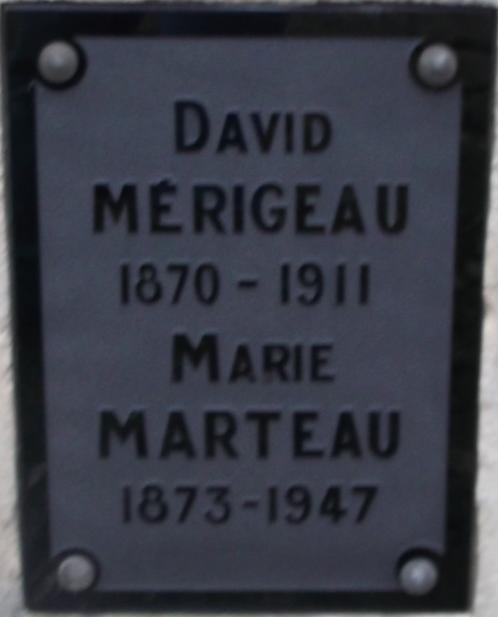 DAVID
MÉRIGEAU
1870 - 1911
MARIE
MARTEAU
1873-1947